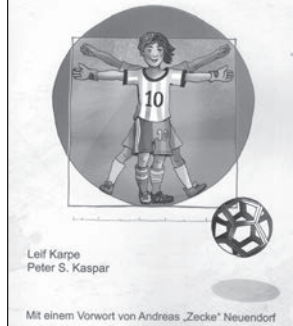 10
Leif Karpe
Peter S. Kaspar
Mit einem Vorwort von Andreas „Zecke“ Neuendorf